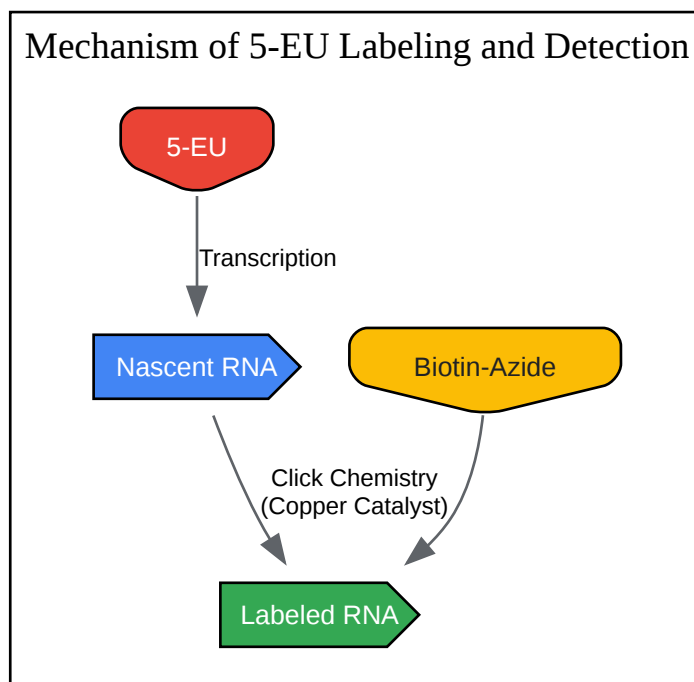 Mechanism of 5-EU Labeling and Detection
5-EU
Transcription
Nascent RNA
Biotin-Azide
Click Chemistry
(Copper Catalyst)
Labeled RNA